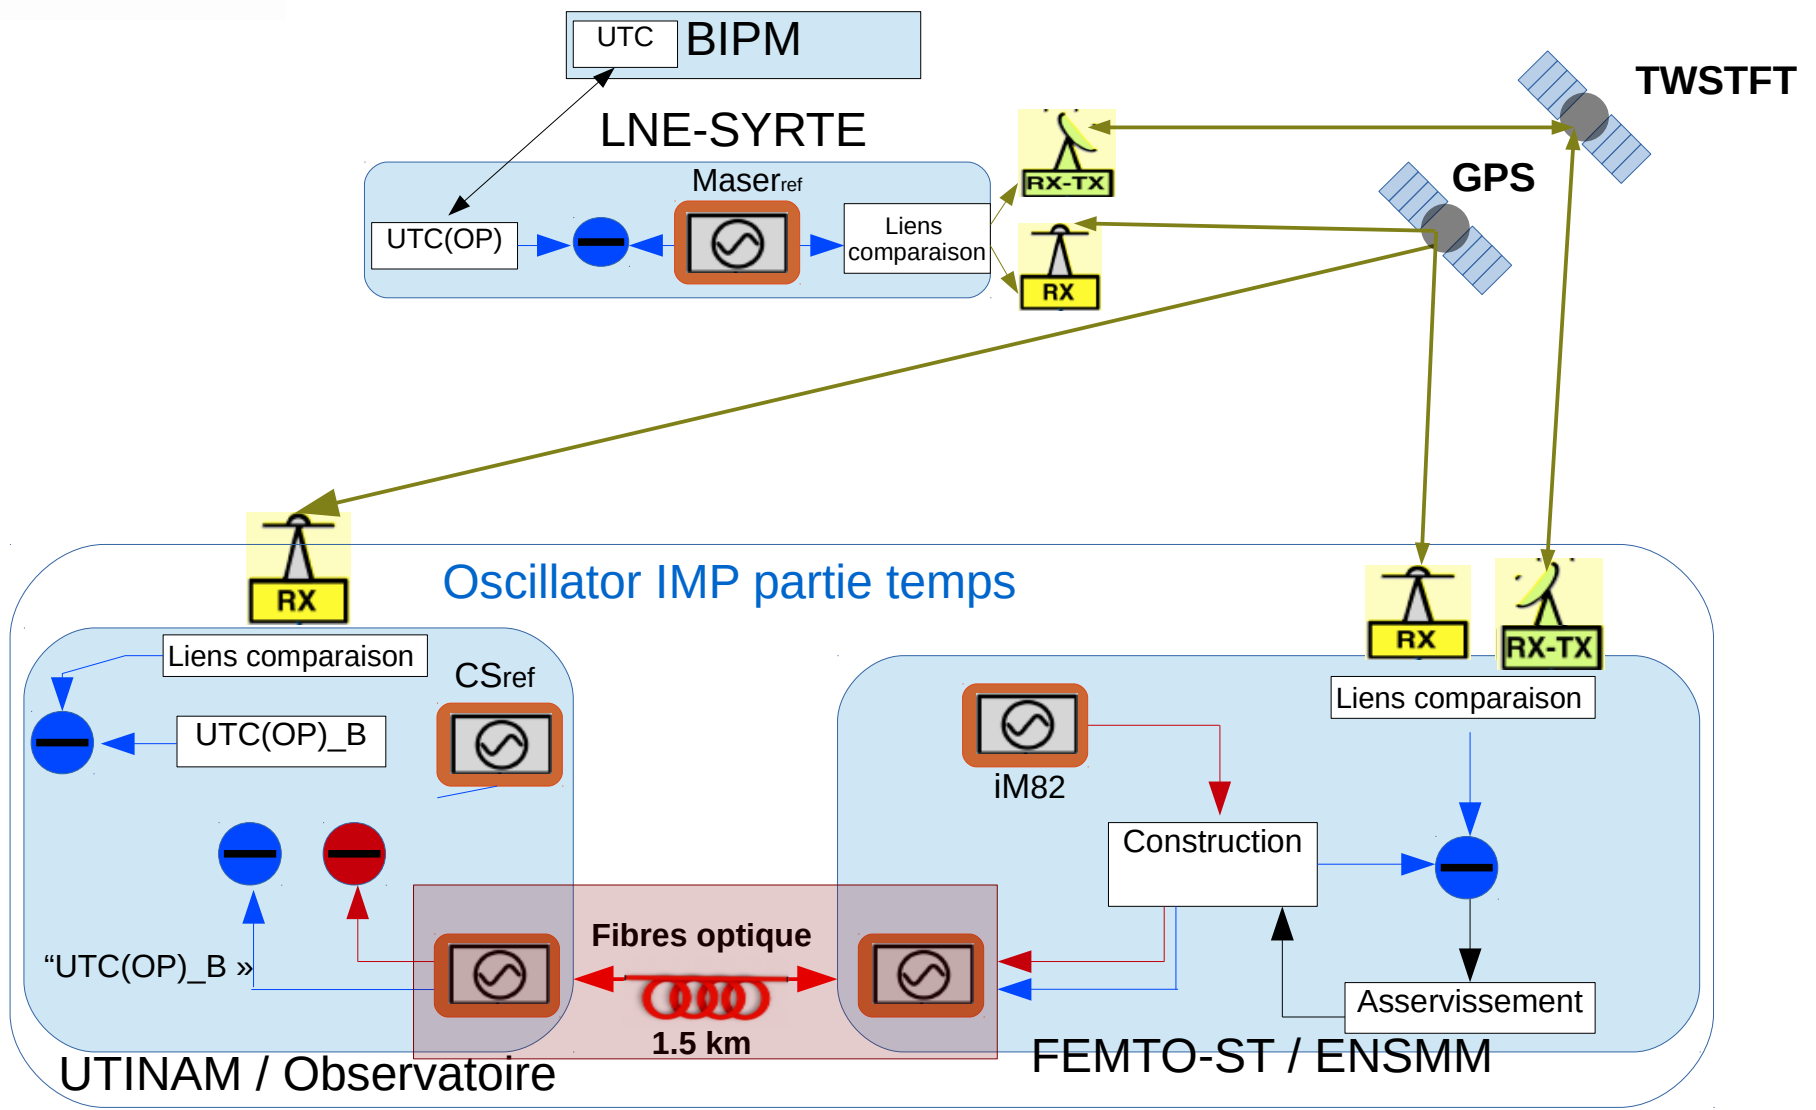 UTC
BIPM
TWSTFT
LNE-SYRTE
GPS
Maserref
RX-TX
UTC(OP)
Liens
comparaison
RX
Oscillator IMP partie temps
RX
RX
RX-TX
Liens comparaison
CSref
Liens comparaison
UTC(OP)_B
iM82
Construction
Fibres optique
“UTC(OP)_B »
Asservissement
1.5 km
FEMTO-ST / ENSMM
UTINAM / Observatoire